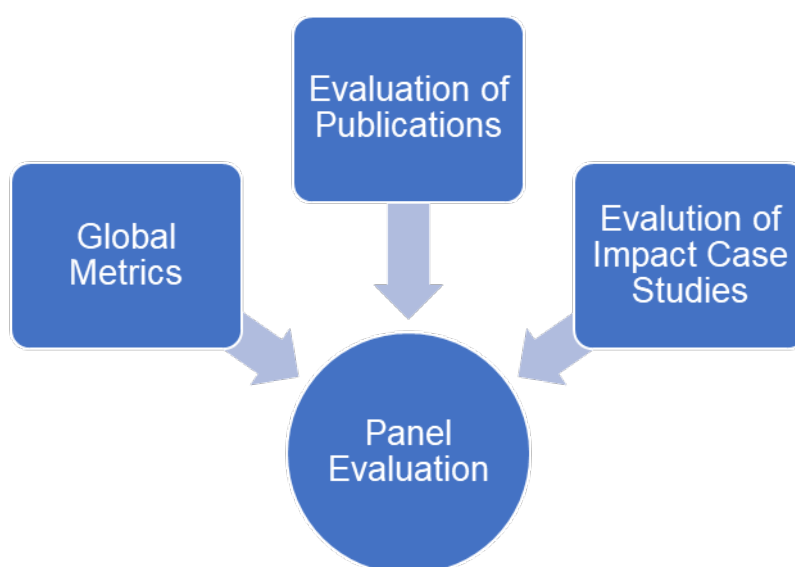 Evaluation of
Publications
Global
Metrics
Evalution of
Impact Case
Studies
Panel
Evaluation